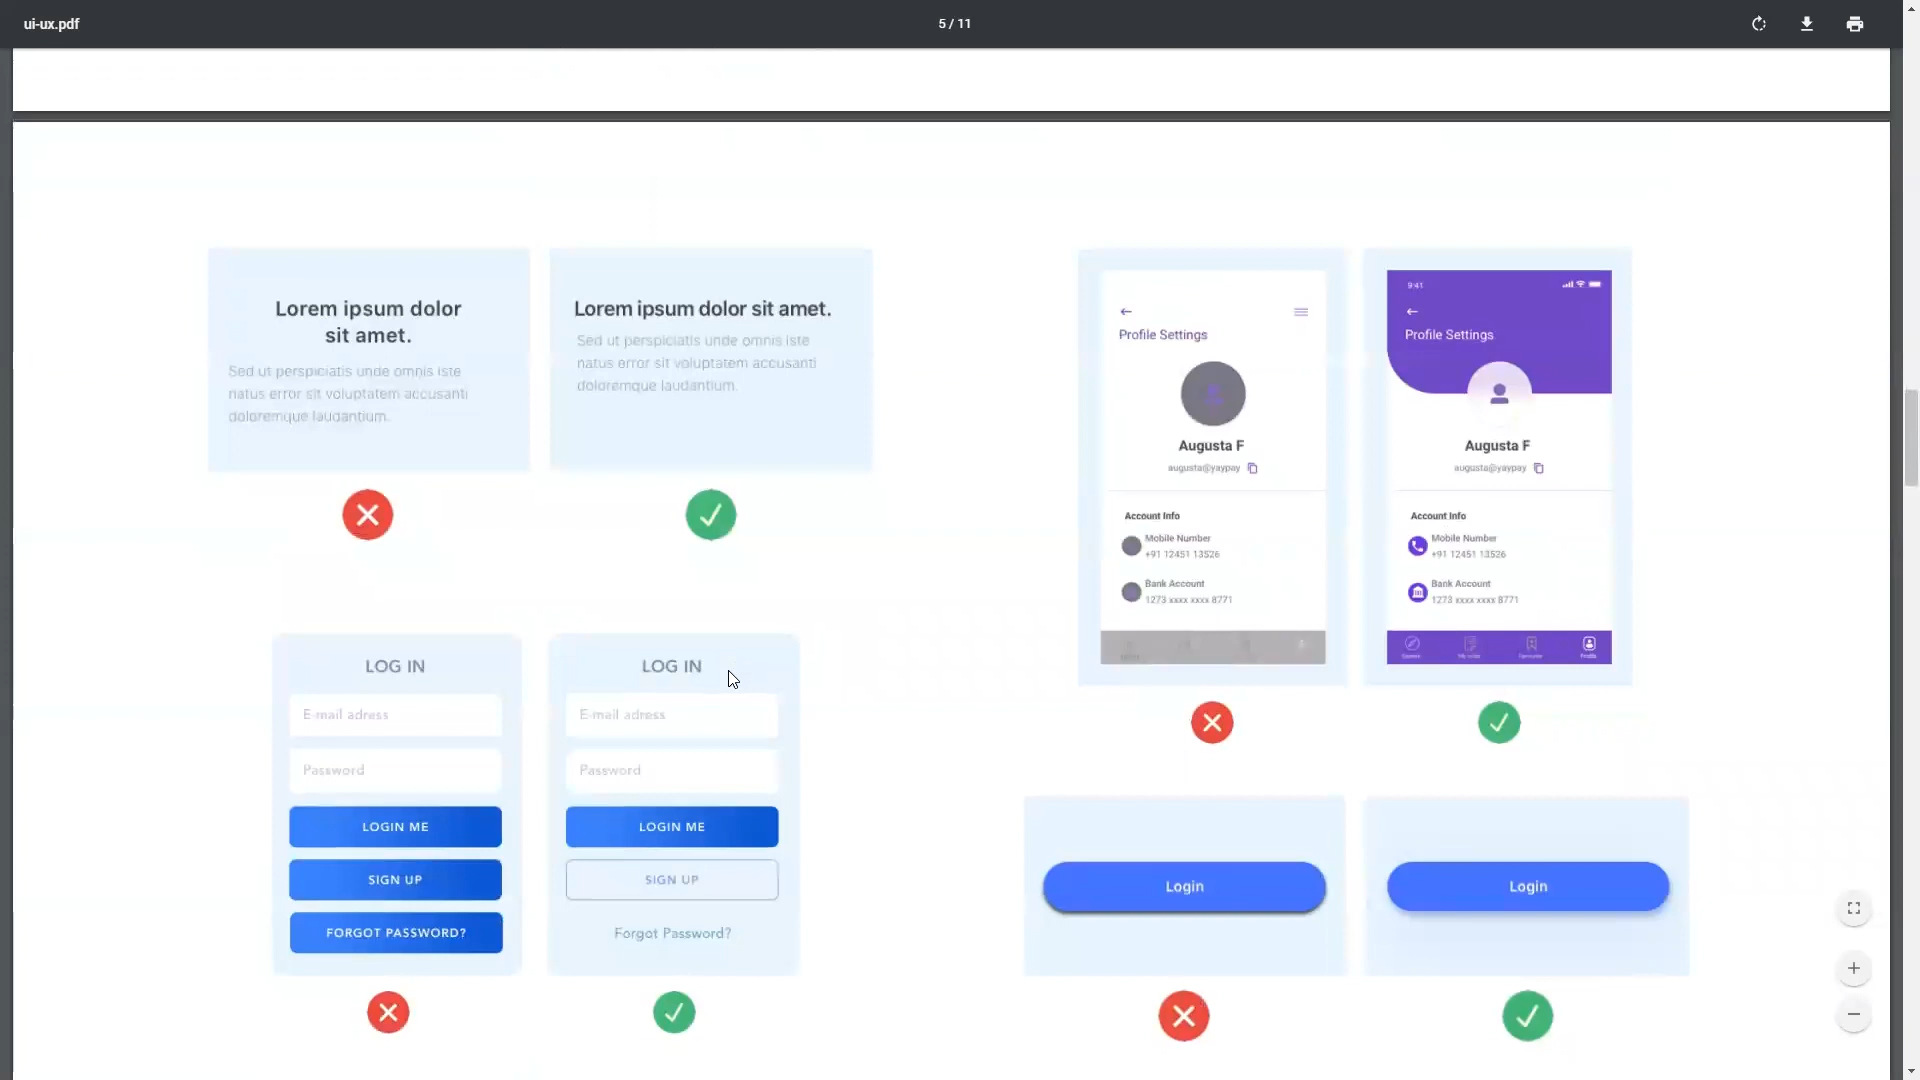 ui-ux.pdf
5 / 11
Lorem ipsum dolor
sit amet.
Sed ut perspiciatis unde omnis iste
natus error sit voluptatem accusanti
doloremque laudantium.
Lorem ipsum dolor sit amet.
Sed ut perspiciatis unde omnis iste
natus error sit voluptatem accusanti
doloremque laudantium.
LOG IN
E-mail adress
Password
LOGIN ME
SIGN UP
FORGOT PASSWORD?
LOG IN
E-mail adress
Password
LOGIN ME
SIGN UP
Forgot Password?
Profile Settings
Augusta F
augusta@yaypay
Account Info
Mobile Number
+91 12451 13526
Bank Account
1273 xxxx xxxx 8771
9:41
Profile Settings
Augusta F
augusta@yaypay
Account Info
Mobile Number
+91 12451 13526
Bank Account
1273 xxxx xxxx 8771
Profile
Login
Login